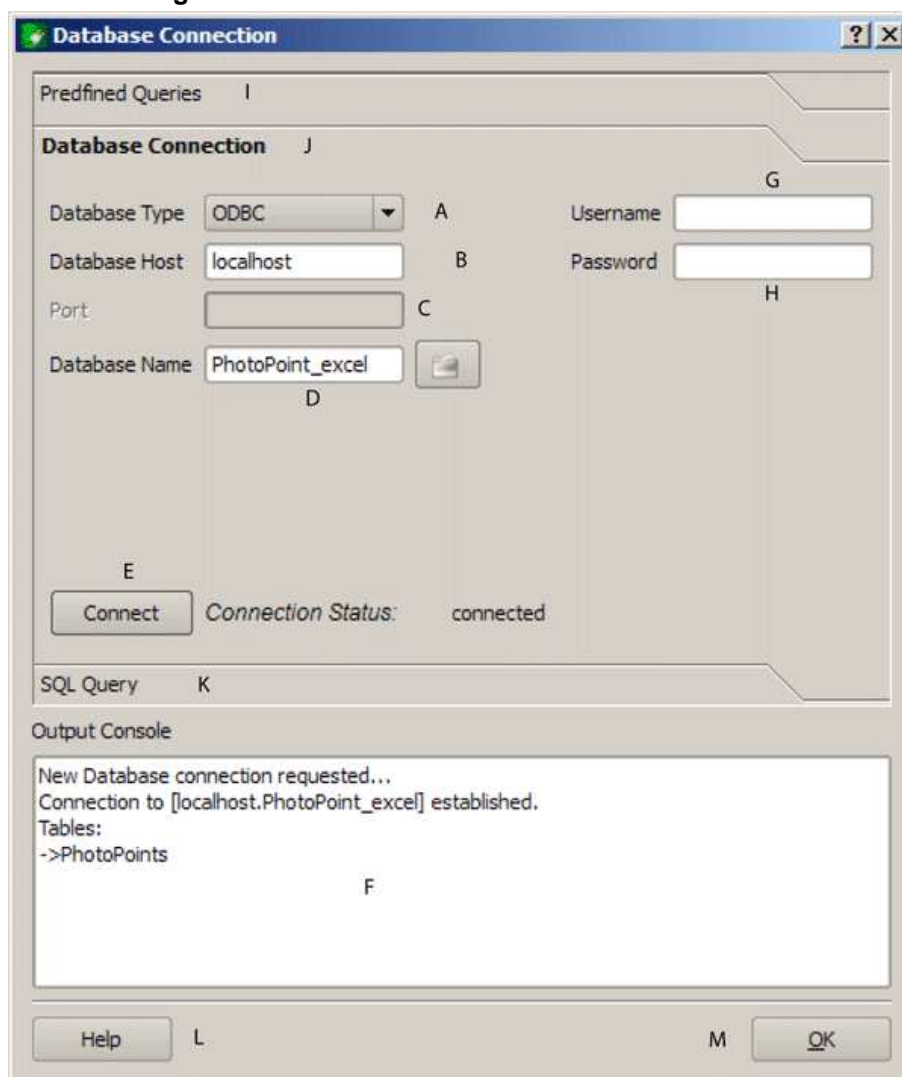 Database Connection
Predfined Queries I
Database Connection J
G
Database Type ODBC A Username
Database Host localhost B Password
H
Port C
Database Name PhotoPoint_excel
D
E
Connect Connection Status: connected
SQL Query K
Output Console
New Database connection requested...
Connection to [localhost.PhotoPoint_excel] established.
Tables:
->PhotoPoints
F
Help L M OK